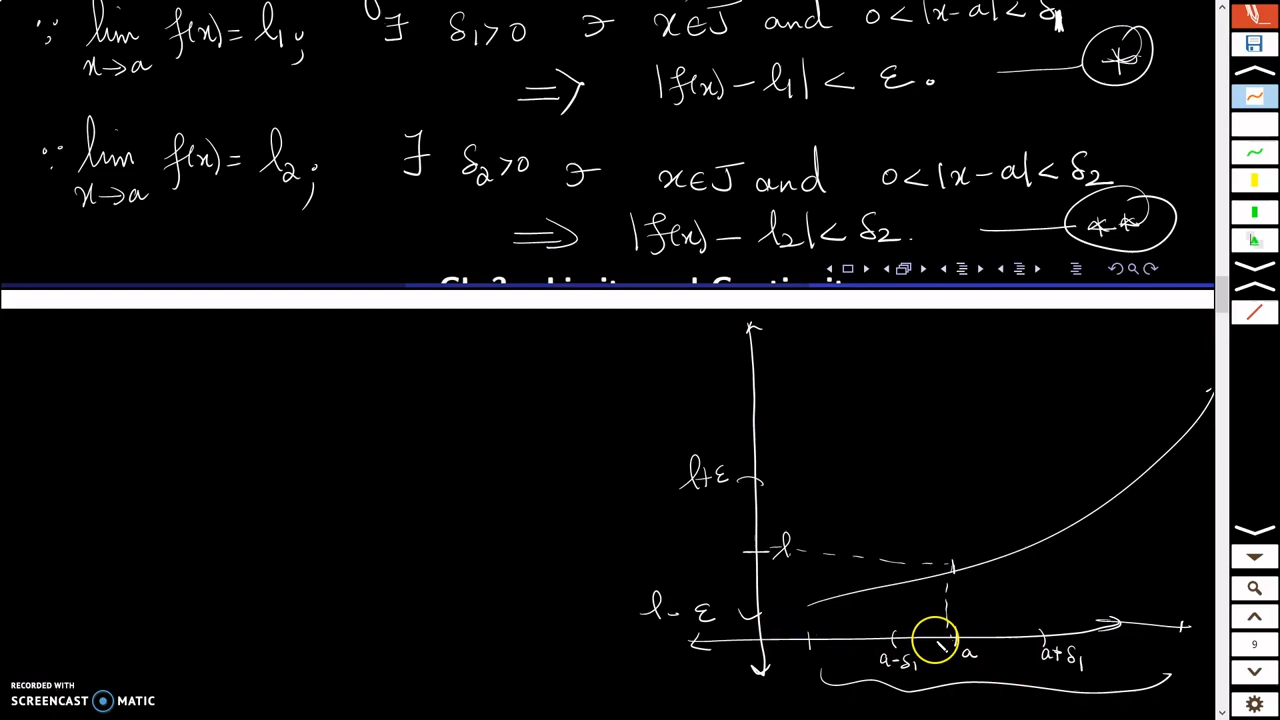 ∵ lim f(x) = l₁; ∃ δ₁>0 ∋ x∈J and 0<|x-a|<δ₁
x→a
⟹ |f(x) - l₁| < ε. —— *
∵ lim f(x) = l₂; ∃ δ₂>0 ∋ x∈J and 0<|x-a|<δ₂
x→a
⟹ |f(x) - l₂| < δ₂. —— **
l+ε
l
l-ε
a-δ₁ a a+δ₁
9
RECORDED WITH
SCREENCAST MATIC